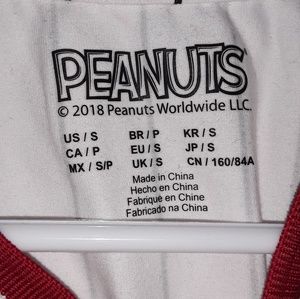 PEANUTS
© 2018 Peanuts Worldwide LLC.
US / S BR / P KR / S
CA / P EU / S JP / S
MX / S/P UK / S CN / 160/84A
Made in China
Hecho en China
Fabrique en Chine
Fabricado na China